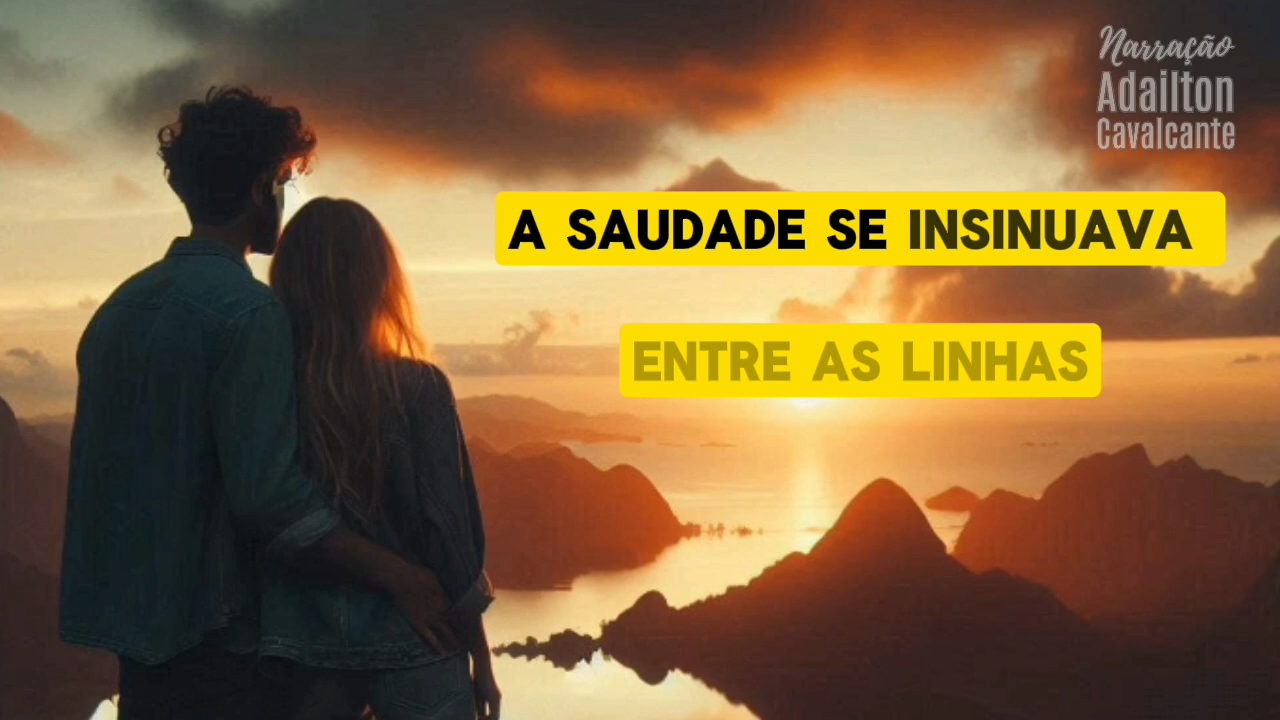 Narração
Adailton
Cavalcante
A SAUDADE SE INSINUAVA
ENTRE AS LINHAS